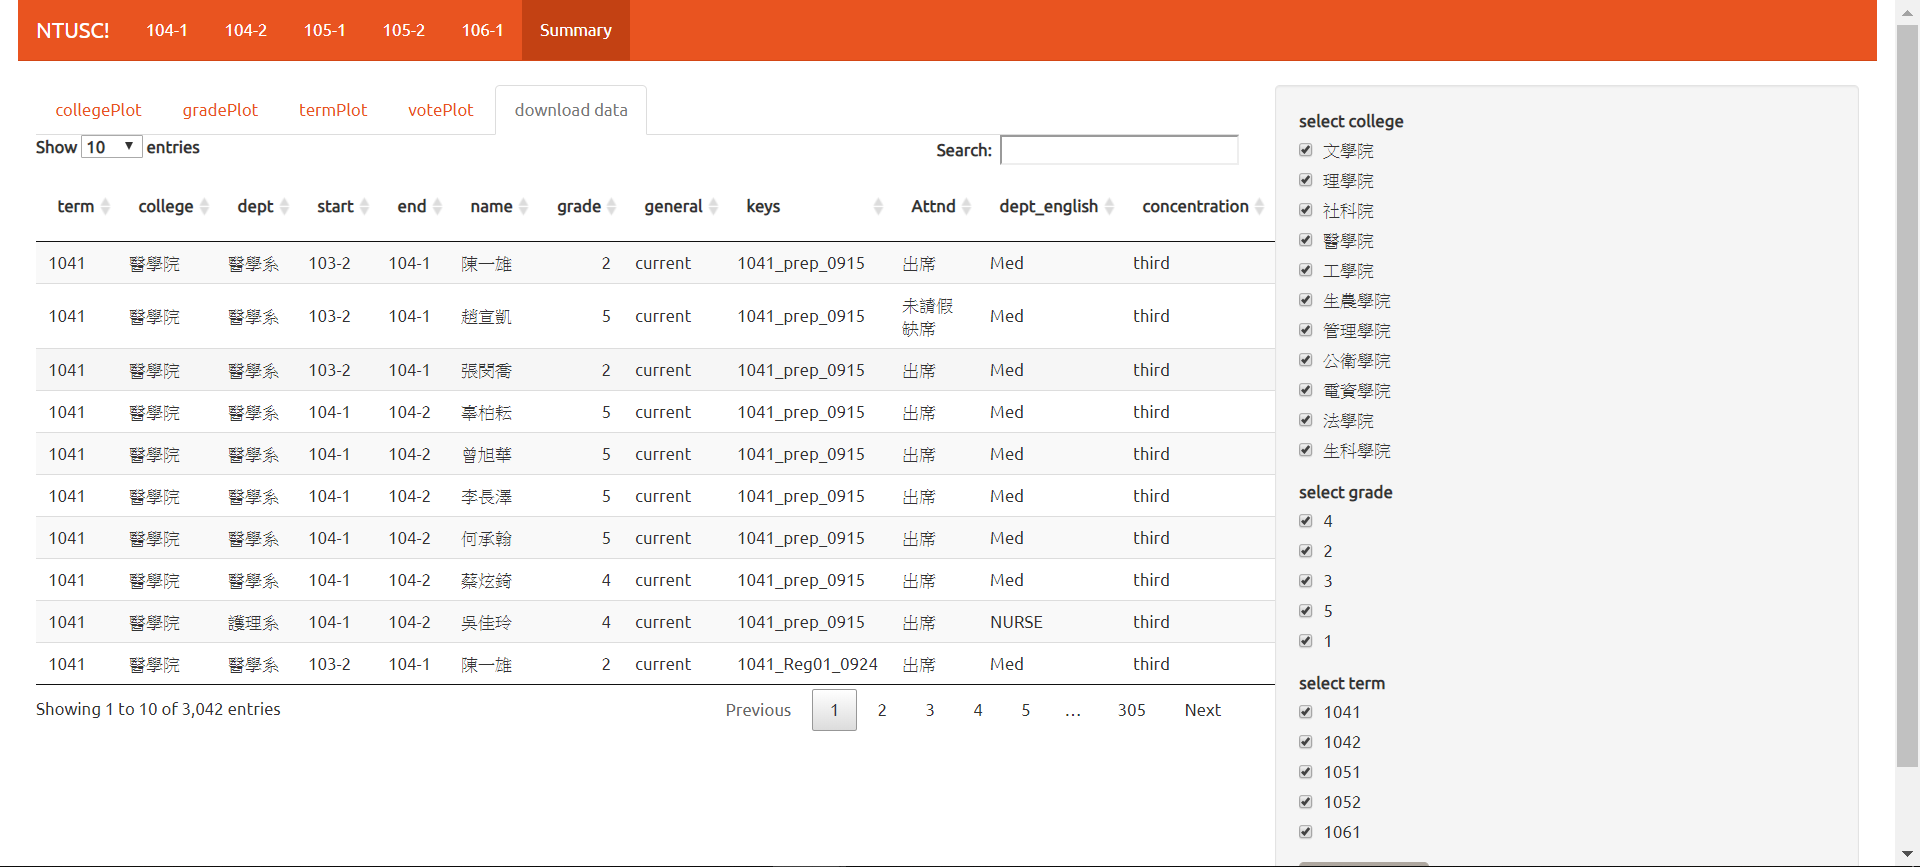 NTUSC! 104-1 104-2 105-1 105-2 106-1 Summary
collegePlot gradePlot termPlot votePlot download data
Show 10 entries Search:
term college dept start end name grade general keys Attnd dept_english concentration
1041 醫學院 醫學系 103-2 104-1 陳一雄 2 current 1041_prep_0915 出席 Med third
1041 醫學院 醫學系 103-2 104-1 趙宣凱 5 current 1041_prep_0915 未請假 Med third
缺席
1041 醫學院 醫學系 103-2 104-1 張閔喬 2 current 1041_prep_0915 出席 Med third
1041 醫學院 醫學系 104-1 104-2 辜柏耘 5 current 1041_prep_0915 出席 Med third
1041 醫學院 醫學系 104-1 104-2 曾旭華 5 current 1041_prep_0915 出席 Med third
1041 醫學院 醫學系 104-1 104-2 李長澤 5 current 1041_prep_0915 出席 Med third
1041 醫學院 醫學系 104-1 104-2 何承翰 5 current 1041_prep_0915 出席 Med third
1041 醫學院 醫學系 104-1 104-2 蔡炫錡 4 current 1041_prep_0915 出席 Med third
1041 醫學院 護理系 104-1 104-2 吳佳玲 4 current 1041_prep_0915 出席 NURSE third
1041 醫學院 醫學系 103-2 104-1 陳一雄 2 current 1041_Reg01_0924 出席 Med third
Showing 1 to 10 of 3,042 entries Previous 1 2 3 4 5 … 305 Next
select college
文學院
理學院
社科院
醫學院
工學院
生農學院
管理學院
公衛學院
電資學院
法學院
生科學院
select grade
4
2
3
5
1
select term
1041
1042
1051
1052
1061